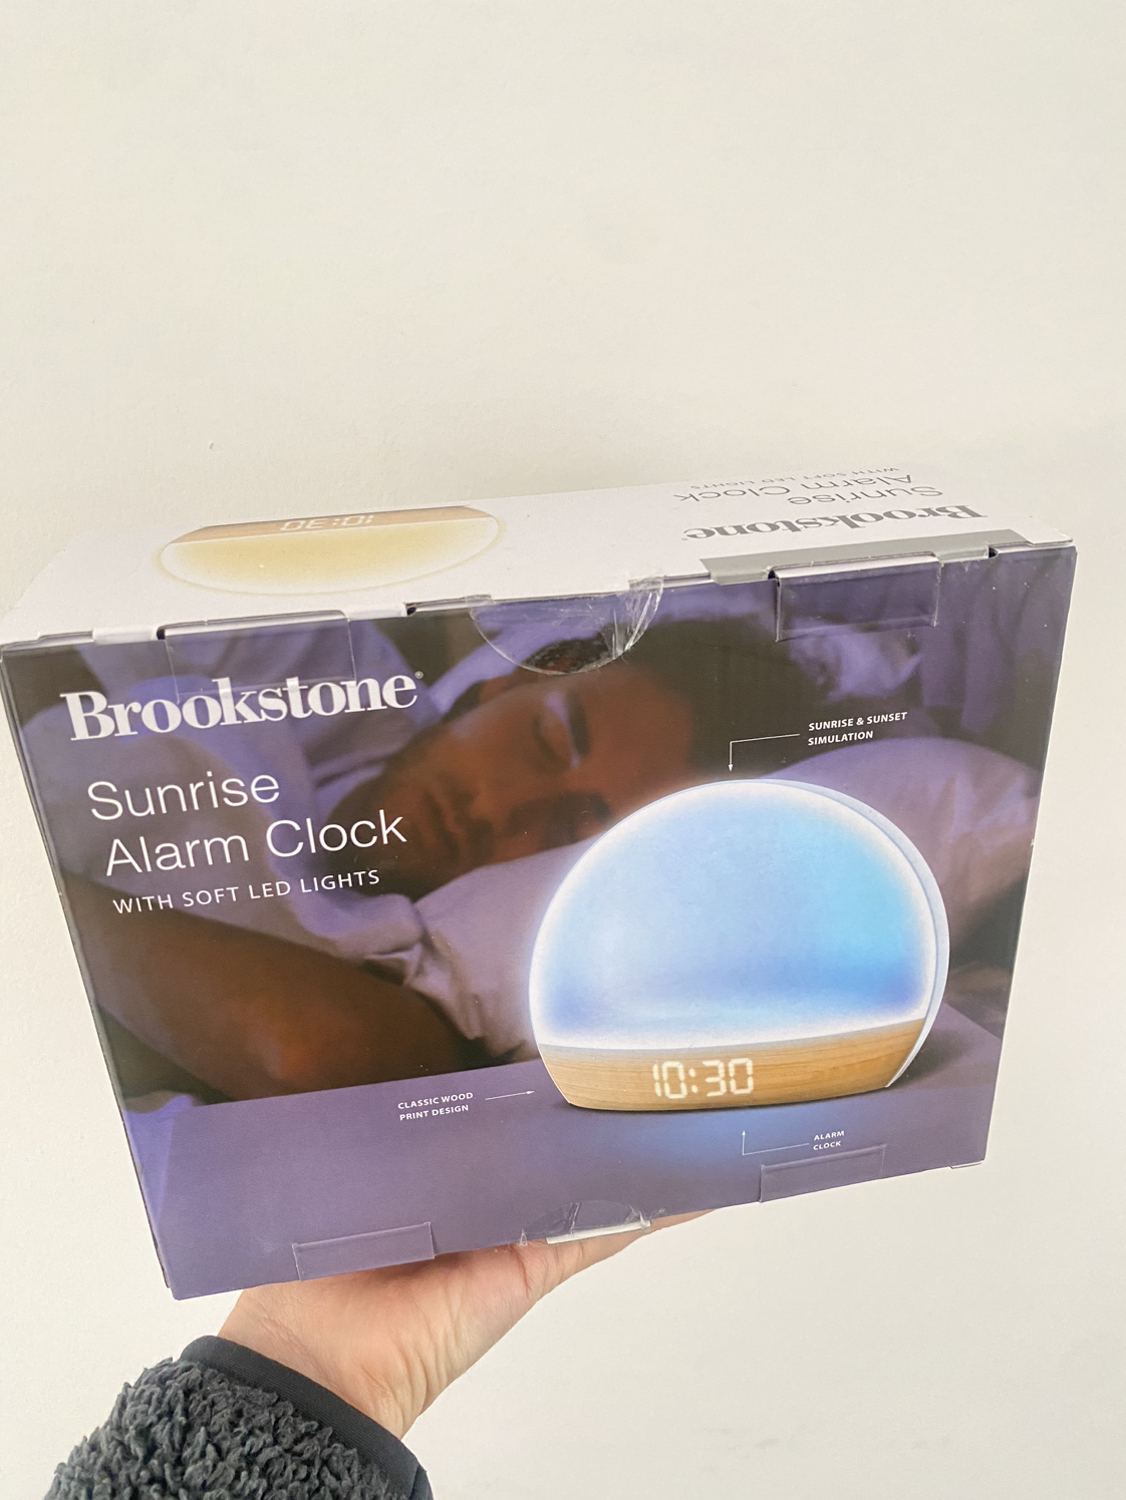 Brookstone
Sunrise
Alarm Clock
WITH SOFT LED LIGHTS
10:30
Brookstone®
Sunrise
Alarm Clock
WITH SOFT LED LIGHTS
SUNRISE & SUNSET
SIMULATION
10:30
CLASSIC WOOD
PRINT DESIGN
ALARM
CLOCK